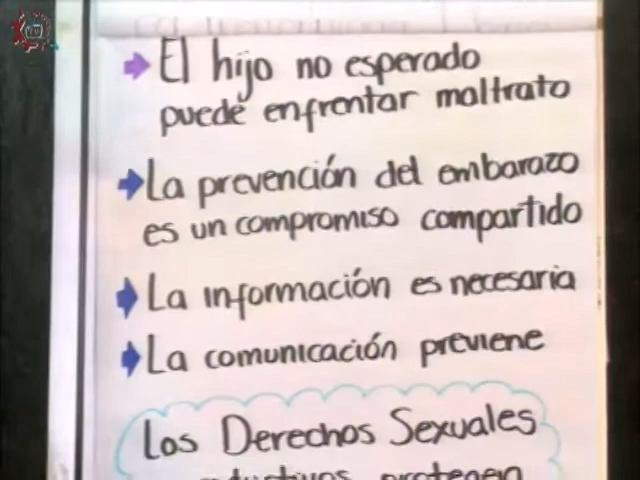 El hijo no esperado
puede enfrentar maltrato
La prevención del embarazo
es un compromiso compartido
La información es necesaria
La comunicación previene
Los Derechos Sexuales
protegen